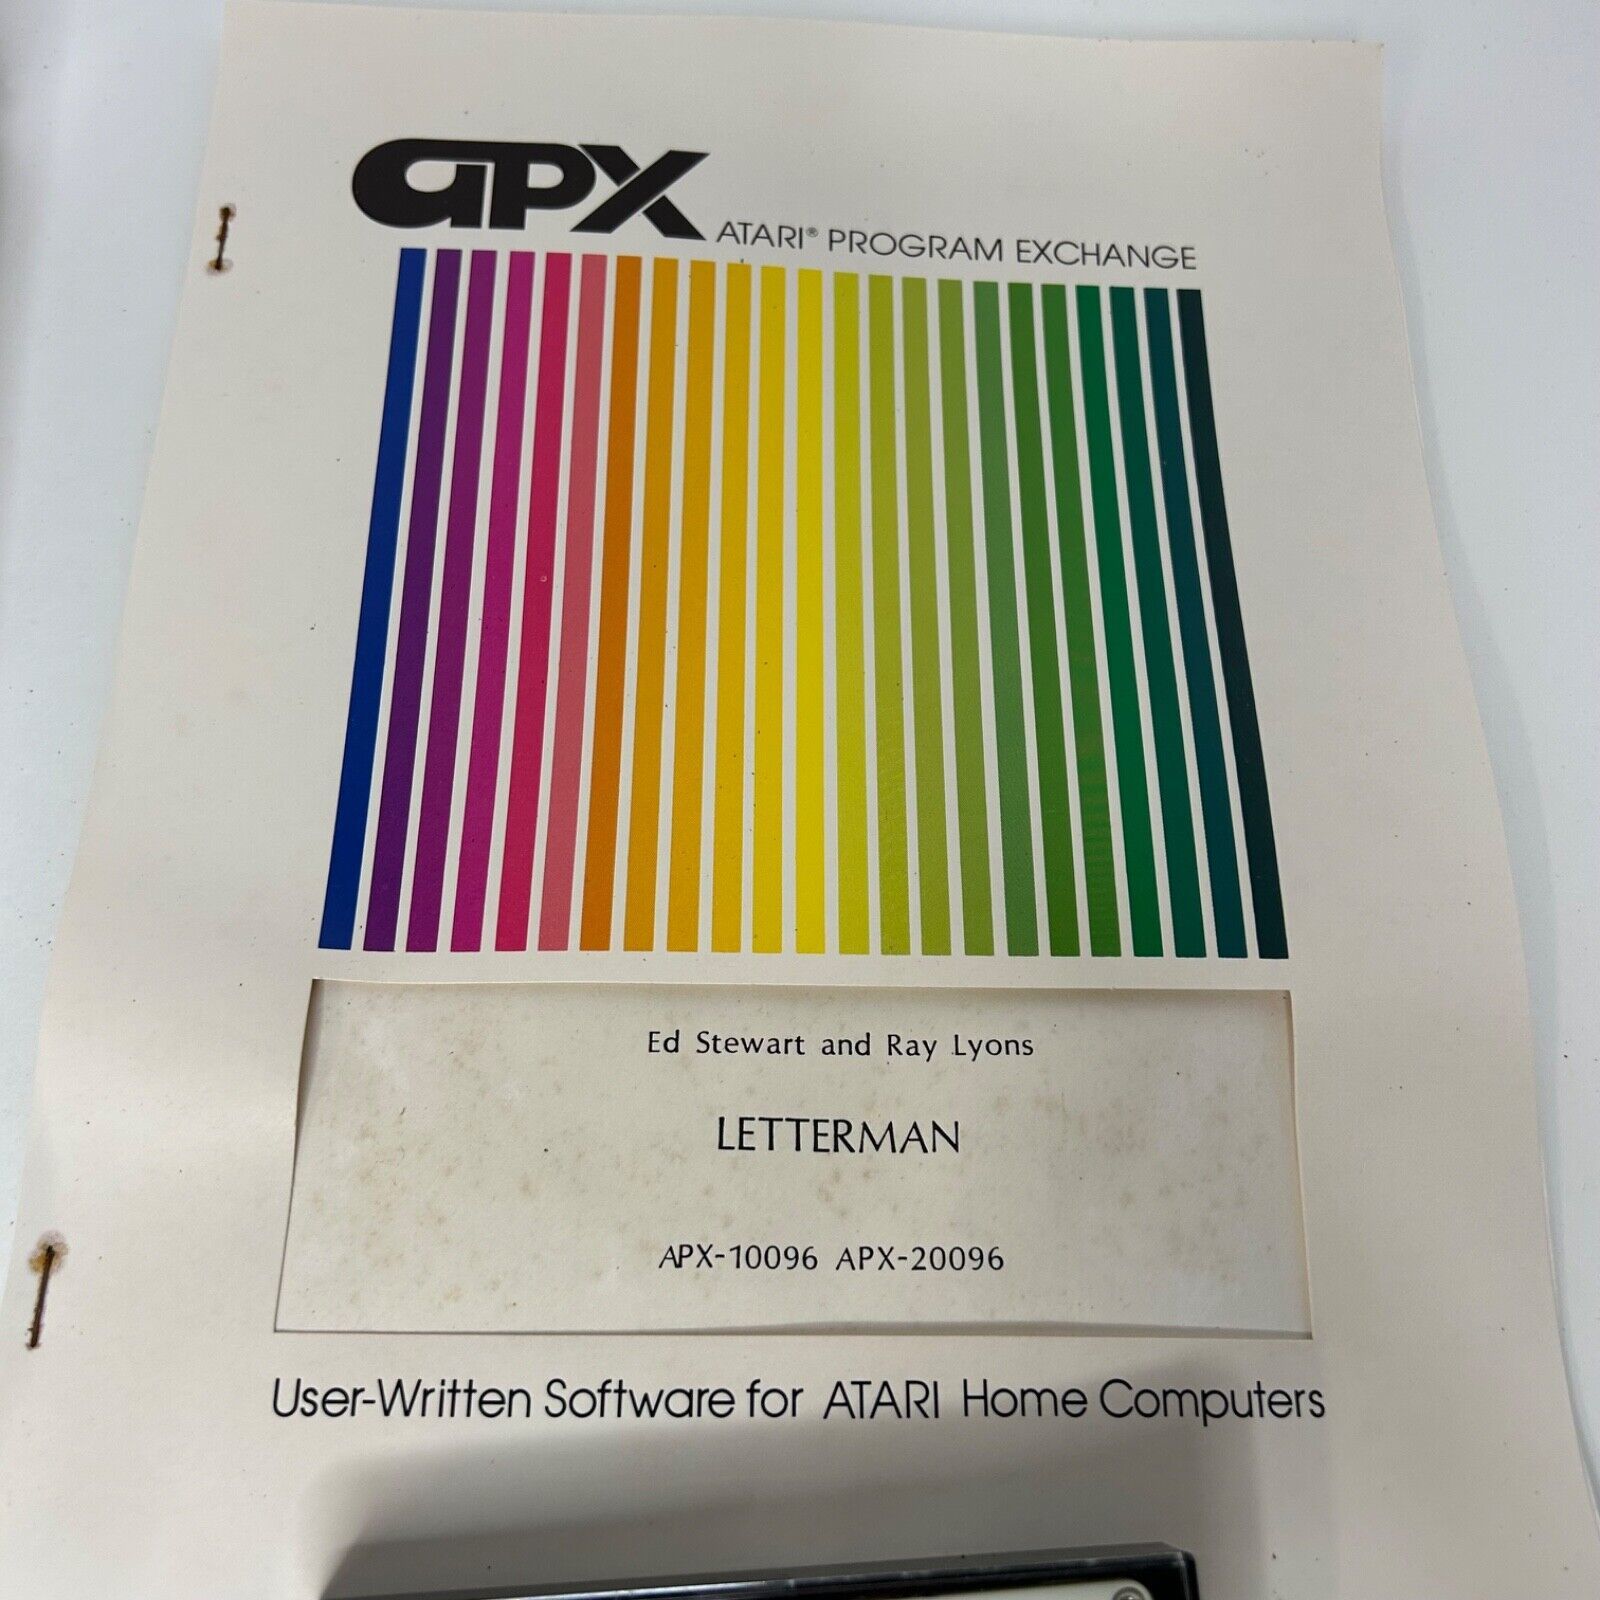 APX
ATARI® PROGRAM EXCHANGE
Ed Stewart and Ray Lyons
LETTERMAN
APX-10096 APX-20096
User-Written Software for ATARI Home Computers